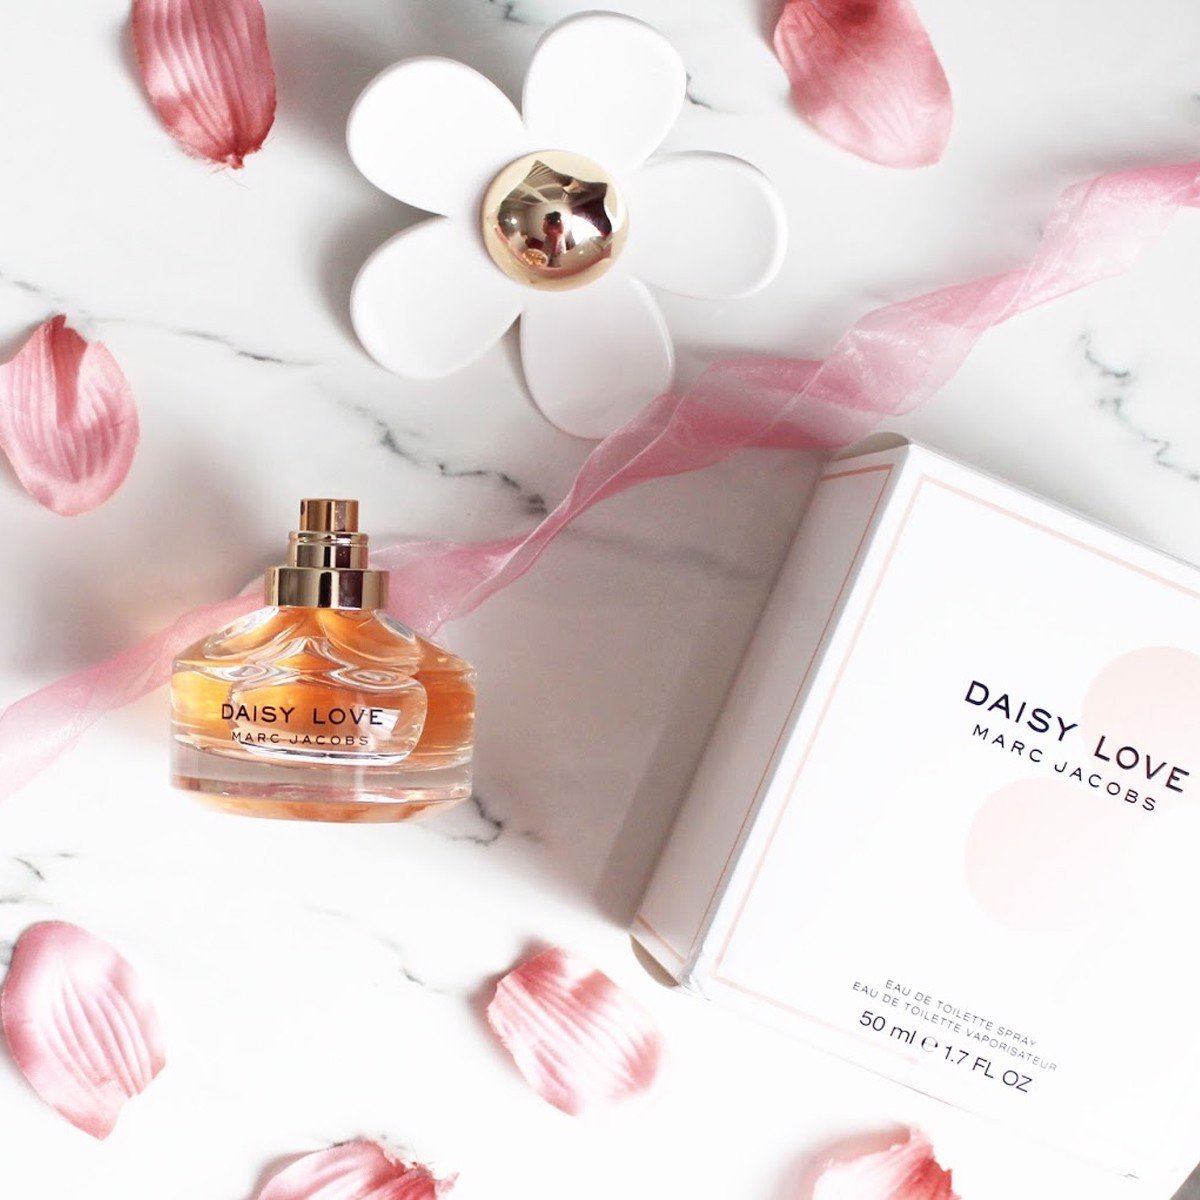 DAISY LOVE
MARC JACOBS
DAISY LOVE
MARC JACOBS
EAU DE TOILETTE SPRAY
EAU DE TOILETTE VAPORISATEUR
50 ml ℮ 1.7 FL OZ